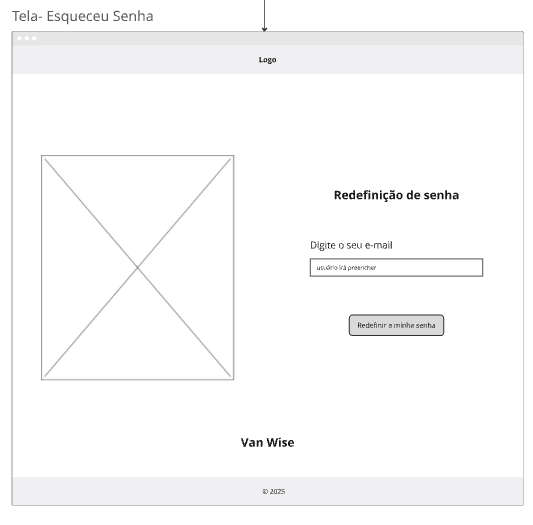 Tela- Esqueceu Senha
Logo
Redefinição de senha
Digite o seu e-mail
usuário irá preencher
Redefinir a minha senha
Van Wise
© 2025